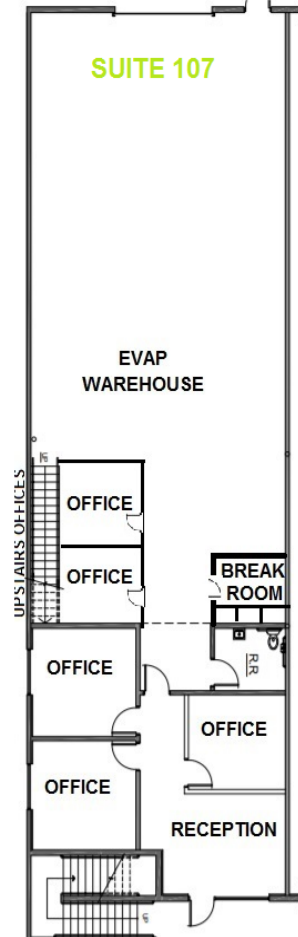 SUITE 107
EVAP
WAREHOUSE
UPSTAIRS OFFICES
OFFICE
OFFICE
BREAK
ROOM
R.R
OFFICE
OFFICE
OFFICE
RECEPTION